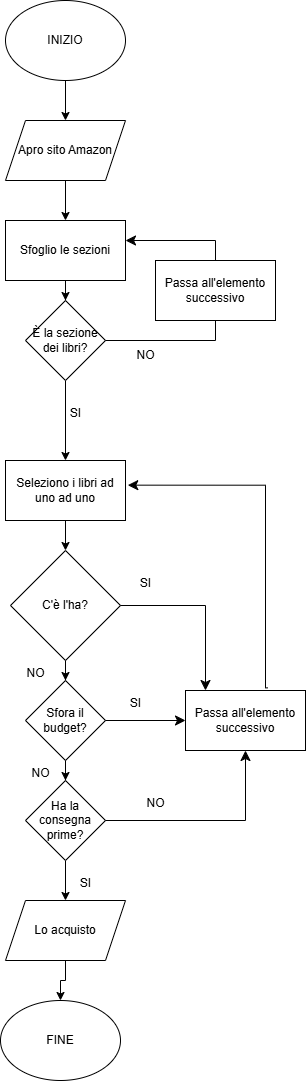 INIZIO
Apro sito Amazon
Sfoglio le sezioni
Passa all'elemento
successivo
È la sezione
dei libri?
NO
SI
Seleziono i libri ad
uno ad uno
C'è l'ha?
SI
NO
Sfora il
budget?
SI
Passa all'elemento
successivo
NO
Ha la
consegna
prime?
NO
SI
Lo acquisto
FINE